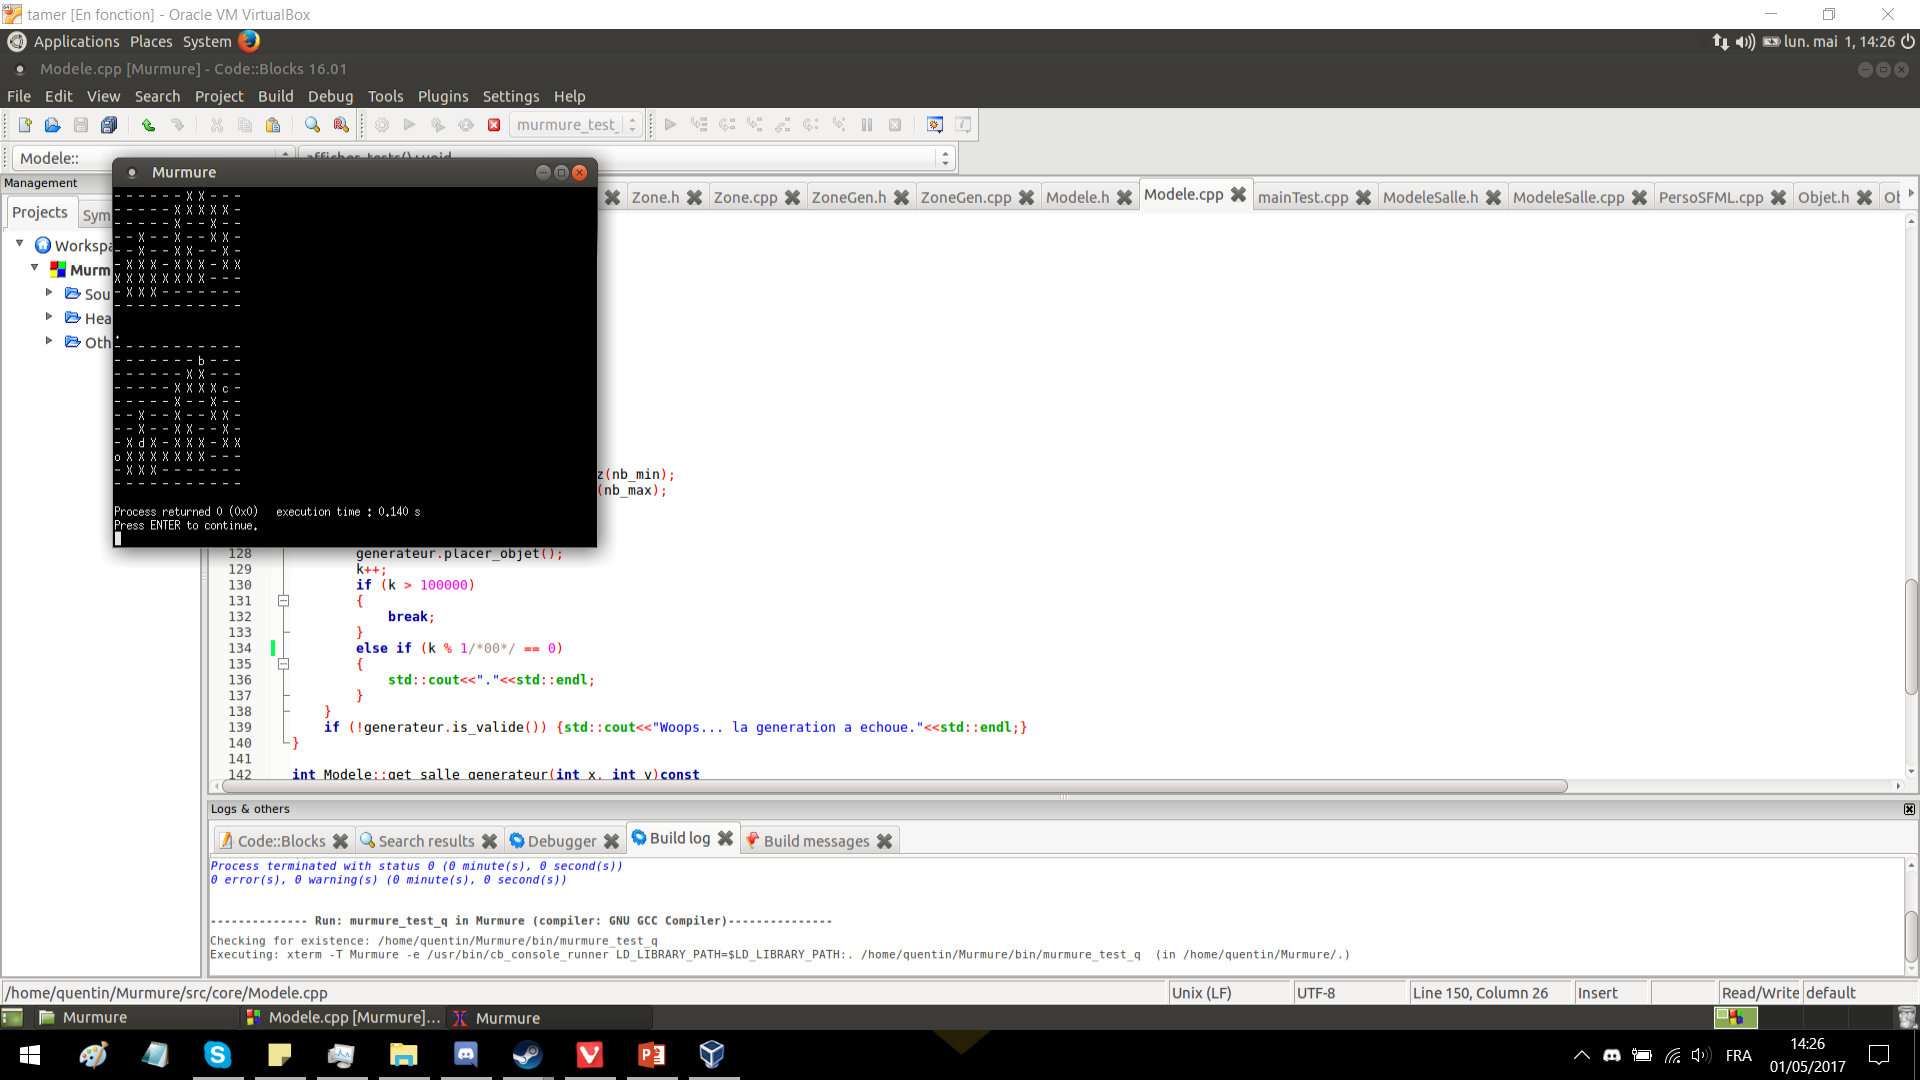 tamer [En fonction] - Oracle VM VirtualBox
Applications Places System lun. mai 1, 14:26
Modele.cpp [Murmure] - Code::Blocks 16.01
File Edit View Search Project Build Debug Tools Plugins Settings Help
murmure_test_
Modele::
Murmure
Management
Projects Sym
Zone.h Zone.cpp ZoneGen.h ZoneGen.cpp Modele.h Modele.cpp mainTest.cpp ModeleSalle.h ModeleSalle.cpp PersoSFML.cpp Objet.h
Workspa
Murm
Sou
Hea
Oth
- - - - - - X X - - -
- - - - - X X X X X -
- - - - - X - - X - -
- - X - - X - - X X -
- - X - - X X - - X -
- X X X - X X X - X X
X X X X X X X X - - -
- X X X - - - - - - -
- - - - - - - - - - -
.
- - - - - - - - - - -
- - - - - - - b - - -
- - - - - - X X - - -
- - - - - X X X X c -
- - - - - X - - X - -
- - X - - X - - X X -
- - X - - X X - - X -
- X d X - X X X - X X
o X X X X X X X - - -
- X X X - - - - - - -
- - - - - - - - - - -
Process returned 0 (0x0)   execution time : 0.140 s
Press ENTER to continue.
z(nb_min);
(nb_max);
128 generateur.placer_objet();
129 k++;
130 if (k > 100000)
131 {
132 break;
133 }
134 else if (k % 1/*00*/ == 0)
135 {
136 std::cout<<"."<<std::endl;
137 }
138 }
139 if (!generateur.is_valide()) {std::cout<<"Woops... la generation a echoue."<<std::endl;}
140 }
141
142 int Modele::get_salle_generateur(int x, int y)const
Logs & others
Code::Blocks Search results Debugger Build log Build messages
Process terminated with status 0 (0 minute(s), 0 second(s))
0 error(s), 0 warning(s) (0 minute(s), 0 second(s))
-------------- Run: murmure_test_q in Murmure (compiler: GNU GCC Compiler)---------------
Checking for existence: /home/quentin/Murmure/bin/murmure_test_q
Executing: xterm -T Murmure -e /usr/bin/cb_console_runner LD_LIBRARY_PATH=$LD_LIBRARY_PATH:. /home/quentin/Murmure/bin/murmure_test_q  (in /home/quentin/Murmure/.)
/home/quentin/Murmure/src/core/Modele.cpp Unix (LF) UTF-8 Line 150, Column 26 Insert Read/Write default
Murmure Modele.cpp [Murmure]... Murmure
FRA
14:26
01/05/2017